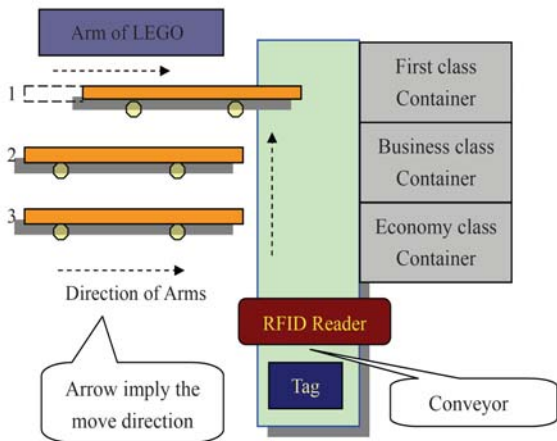 Arm of LEGO
1
2
3
Direction of Arms
Arrow imply the
move direction
First class
Container
Business class
Container
Economy class
Container
RFID Reader
Tag
Conveyor